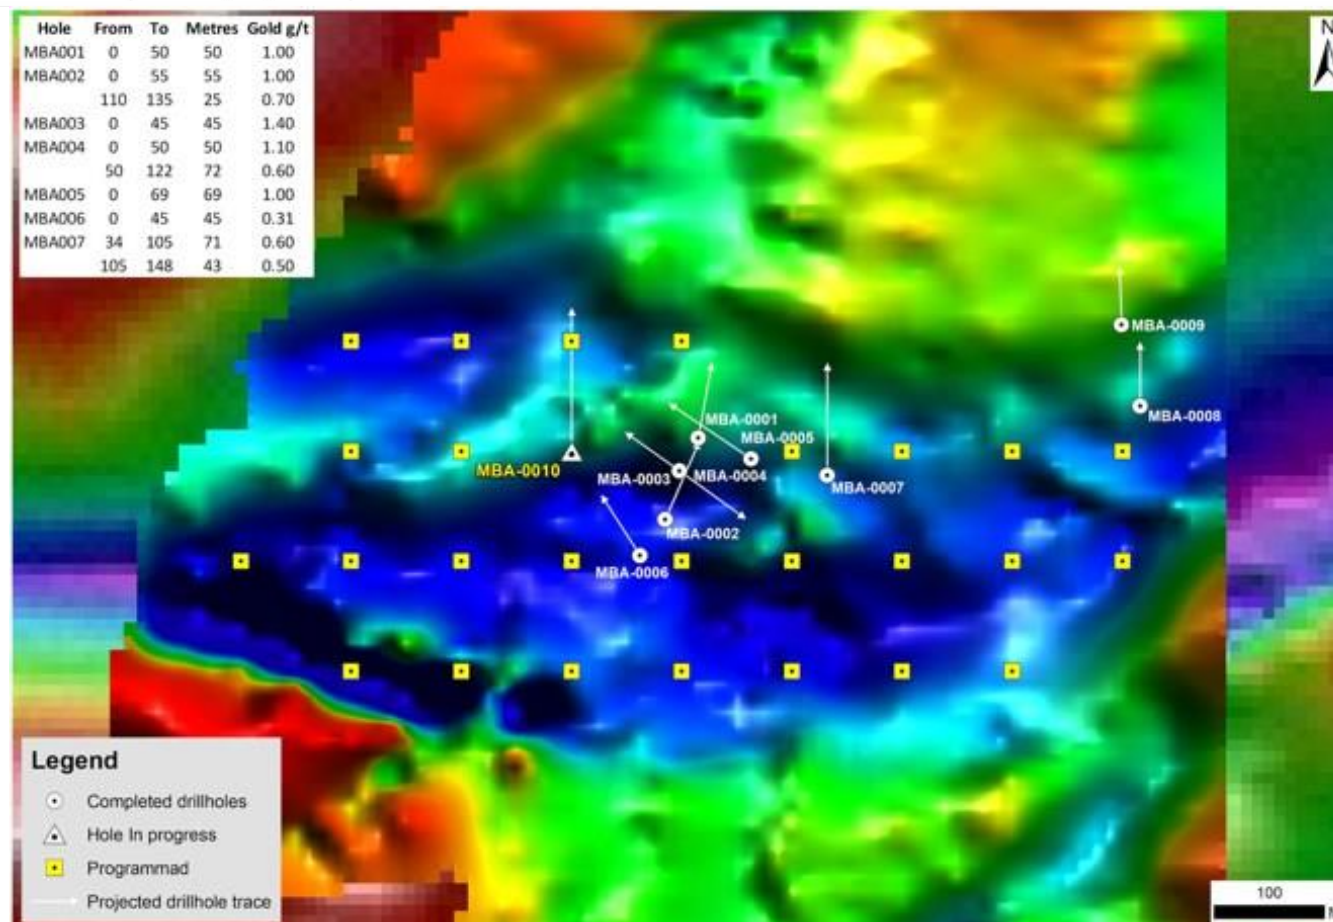 Hole From To Metres Gold g/t
MBA001 0 50 50 1.00
MBA002 0 55 55 1.00
110 135 25 0.70
MBA003 0 45 45 1.40
MBA004 0 50 50 1.10
50 122 72 0.60
MBA005 0 69 69 1.00
MBA006 0 45 45 0.31
MBA007 34 105 71 0.60
105 148 43 0.50
N
MBA-0009
MBA-0008
MBA-0001
MBA-0005
MBA-0010
MBA-0003
MBA-0004
MBA-0007
MBA-0002
MBA-0006
Legend
Completed drillholes
Hole In progress
Programmad
Projected drillhole trace
100